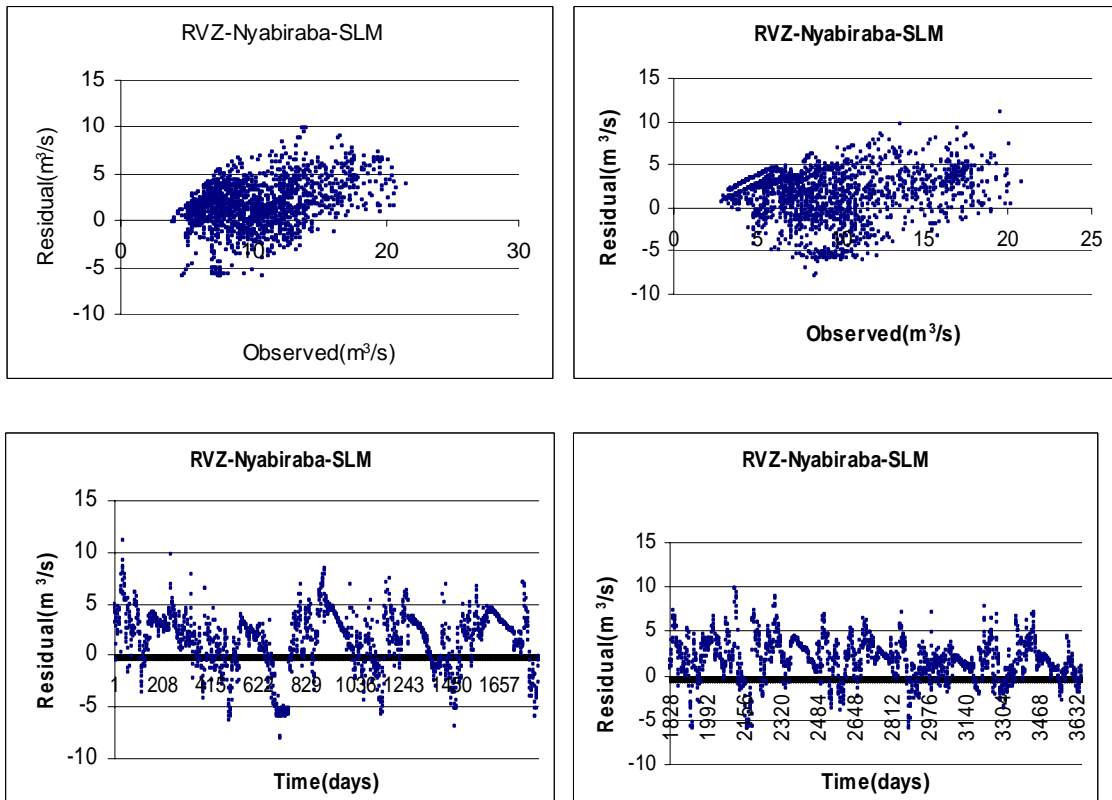 RVZ-Nyabiraba-SLM
15
10
5
0
-5
-10
0
10
20
30
Residual(m³/s)
Observed(m³/s)
RVZ-Nyabiraba-SLM
15
10
5
0
-5
-10
0
5
10
15
20
25
Residual(m³/s)
Observed(m³/s)
RVZ-Nyabiraba-SLM
15
10
5
0
-5
-10
1 208 415 622 829 1036 1243 1450 1657
Residual(m³/s)
Time(days)
RVZ-Nyabiraba-SLM
15
10
5
0
-5
-10
1828 1992 2156 2320 2484 2648 2812 2976 3140 3304 3468 3632
Residual(m³/s)
Time(days)